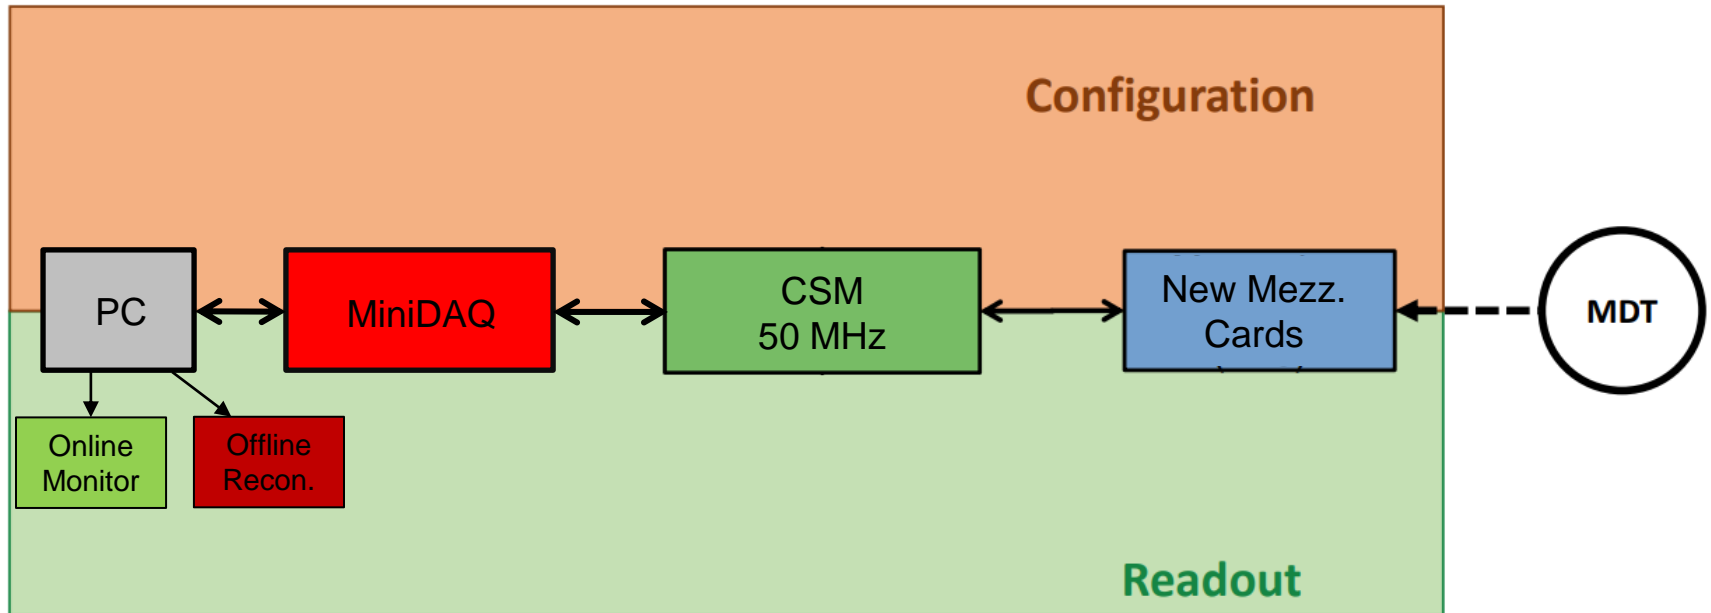 Configuration
PC
MiniDAQ
CSM
50 MHz
New Mezz.
Cards
MDT
Online
Monitor
Offline
Recon.
Readout